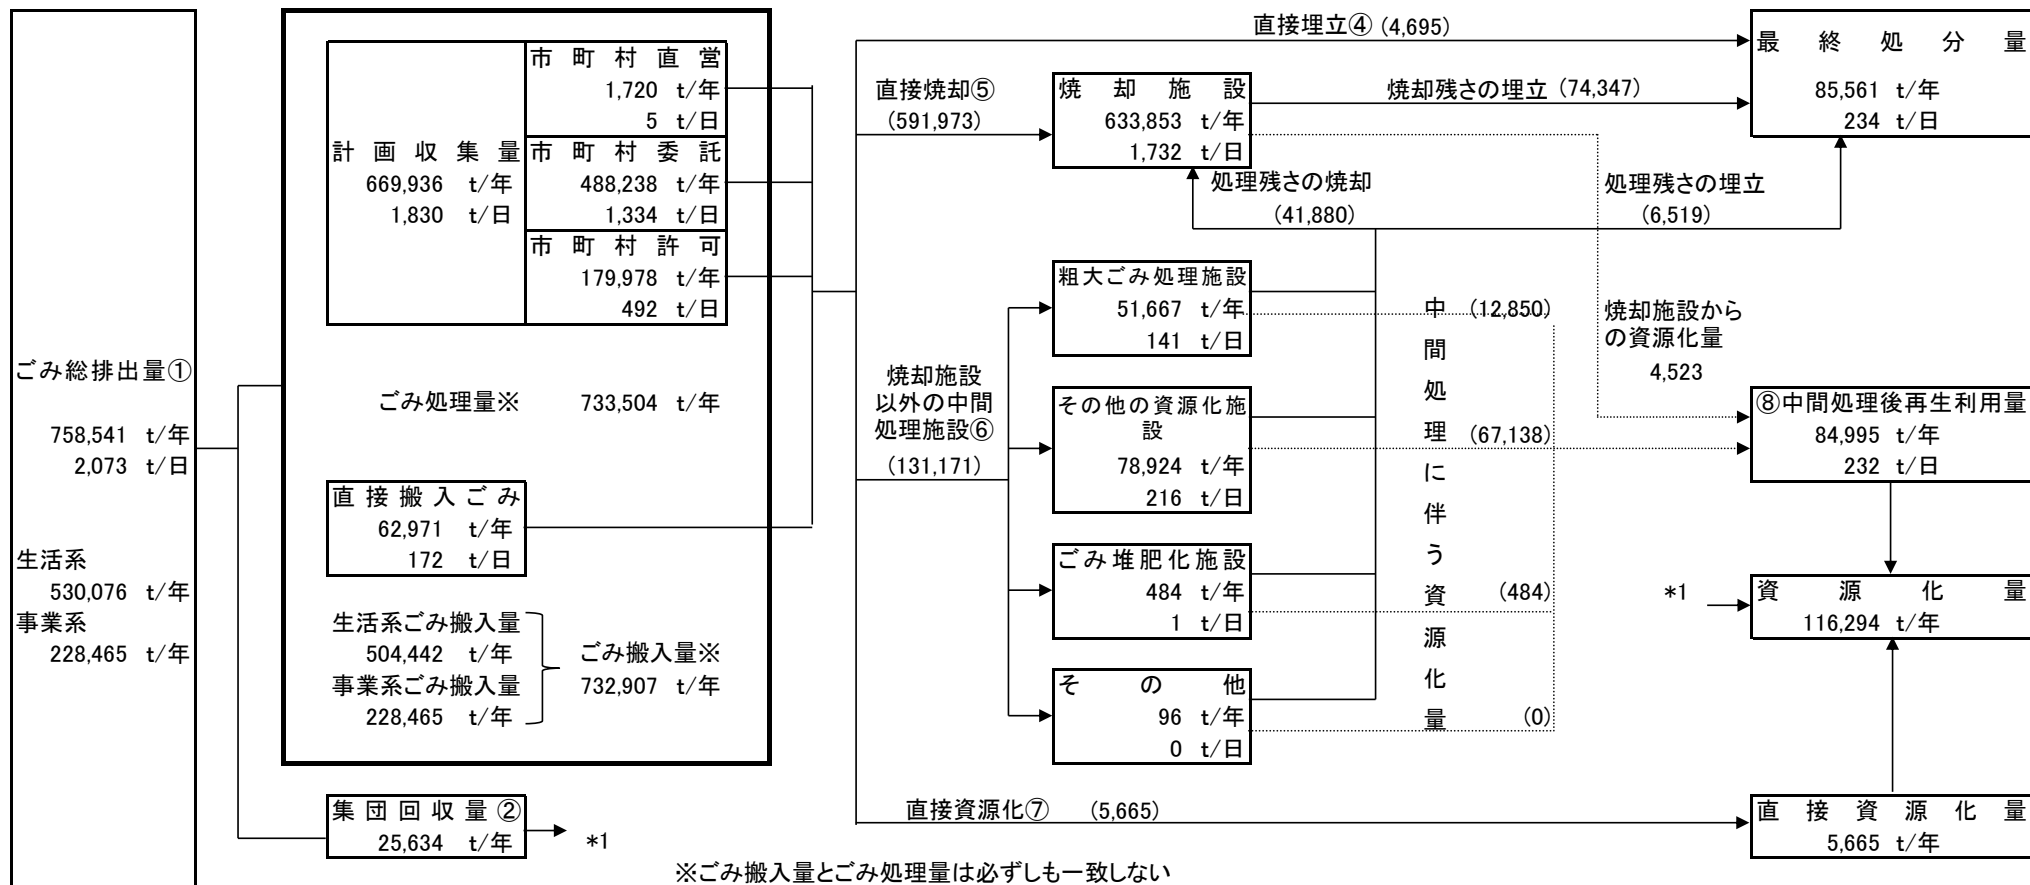 ごみ総排出量①
758,541 t/年
2,073 t/日
生活系
530,076 t/年
事業系
228,465 t/年
計画収集量
669,936 t/年
1,830 t/日
市町村直営
1,720 t/年
5 t/日
市町村委託
488,238 t/年
1,334 t/日
市町村許可
179,978 t/年
492 t/日
ごみ処理量※ 733,504 t/年
直接搬入ごみ
62,971 t/年
172 t/日
生活系ごみ搬入量
504,442 t/年
事業系ごみ搬入量
228,465 t/年
ごみ搬入量※
732,907 t/年
集団回収量②
25,634 t/年
*1
直接埋立④ (4,695)
直接焼却⑤
(591,973)
焼却施設
633,853 t/年
1,732 t/日
焼却残さの埋立 (74,347)
処理残さの焼却
(41,880)
処理残さの埋立
(6,519)
焼却施設
以外の中間
処理施設⑥
(131,171)
粗大ごみ処理施設
51,667 t/年
141 t/日
その他の資源化施
設
78,924 t/年
216 t/日
ごみ堆肥化施設
484 t/年
1 t/日
その他
96 t/年
0 t/日
中間処理に伴う資源化量
(12,850)
(67,138)
(484)
(0)
焼却施設から
の資源化量
4,523
最終処分量
85,561 t/年
234 t/日
⑧中間処理後再生利用量
84,995 t/年
232 t/日
*1
資源化量
116,294 t/年
直接資源化⑦ (5,665)
直接資源化量
5,665 t/年
※ごみ搬入量とごみ処理量は必ずしも一致しない